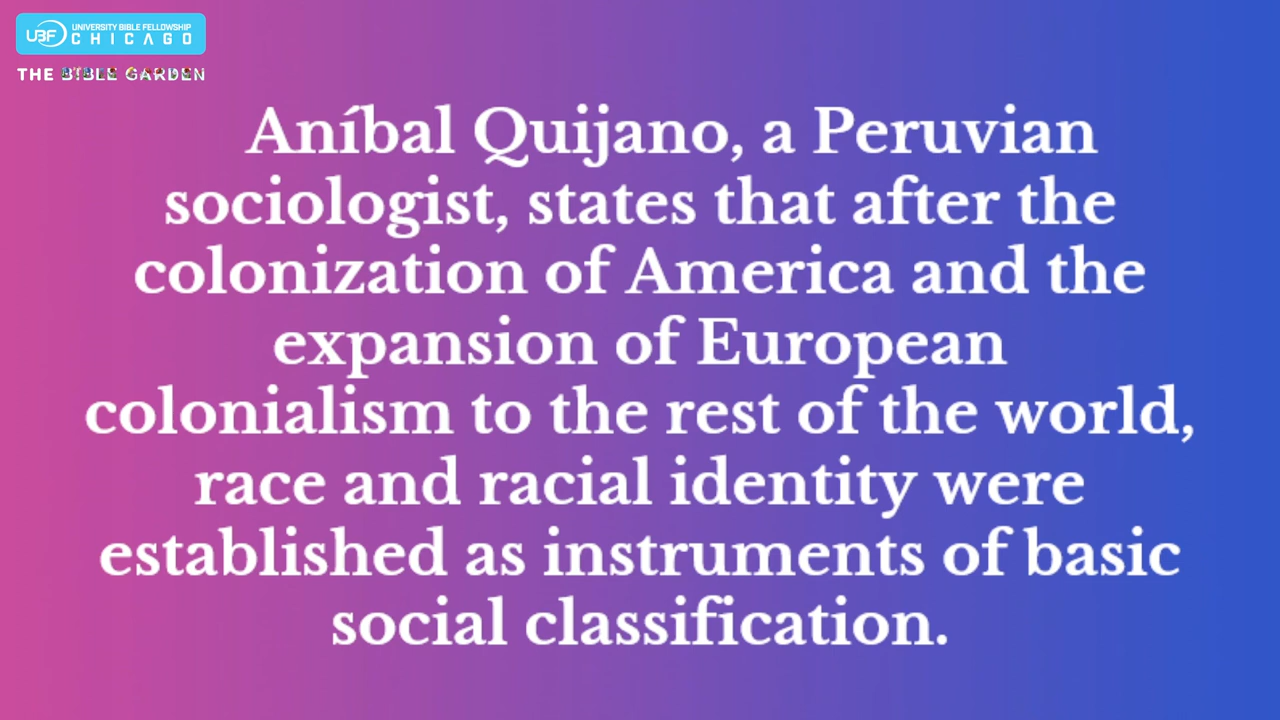 UBF UNIVERSITY BIBLE FELLOWSHIP
CHICAGO
THE BIBLE GARDEN
Aníbal Quijano, a Peruvian
sociologist, states that after the
colonization of America and the
expansion of European
colonialism to the rest of the world,
race and racial identity were
established as instruments of basic
social classification.